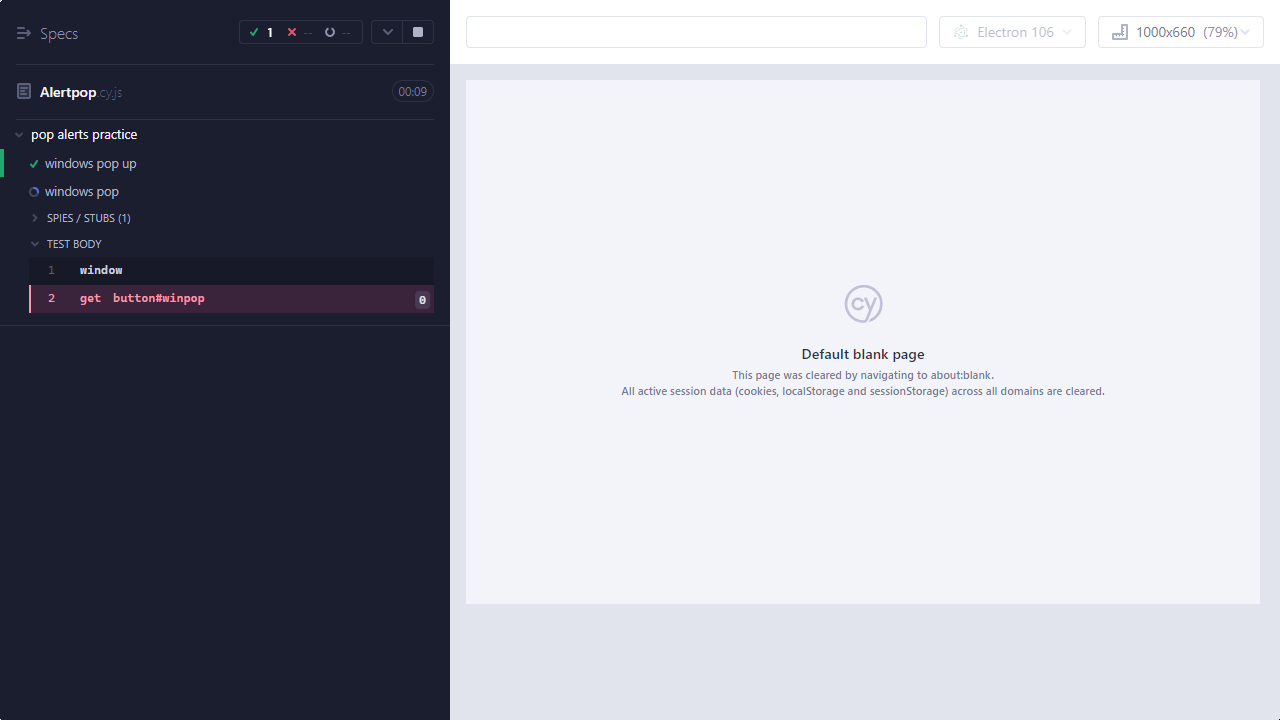 Specs
1 -- --
Alertpop.cy.js
00:09
pop alerts practice
windows pop up
windows pop
SPIES / STUBS (1)
TEST BODY
1 window
2 get button#winpop 0
Electron 106
1000x660 (79%)
cy
Default blank page
This page was cleared by navigating to about:blank.
All active session data (cookies, localStorage and sessionStorage) across all domains are cleared.